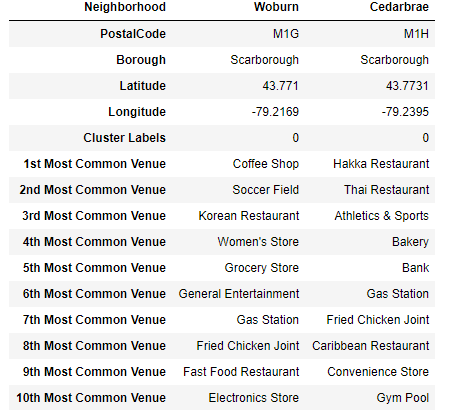 Neighborhood Woburn Cedarbrae
PostalCode M1G M1H
Borough Scarborough Scarborough
Latitude 43.771 43.7731
Longitude -79.2169 -79.2395
Cluster Labels 0 0
1st Most Common Venue Coffee Shop Hakka Restaurant
2nd Most Common Venue Soccer Field Thai Restaurant
3rd Most Common Venue Korean Restaurant Athletics & Sports
4th Most Common Venue Women's Store Bakery
5th Most Common Venue Grocery Store Bank
6th Most Common Venue General Entertainment Gas Station
7th Most Common Venue Gas Station Fried Chicken Joint
8th Most Common Venue Fried Chicken Joint Caribbean Restaurant
9th Most Common Venue Fast Food Restaurant Convenience Store
10th Most Common Venue Electronics Store Gym Pool